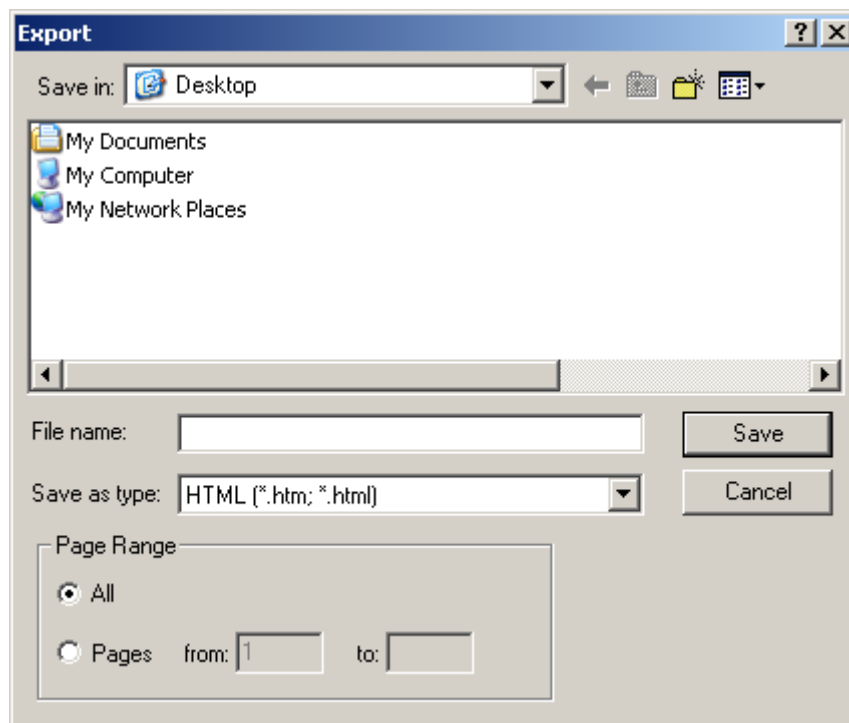 Export
Save in: Desktop
My Documents
My Computer
My Network Places
File name: Save
Save as type: HTML (*.htm; *.html) Cancel
Page Range
All
Pages from: 1 to: